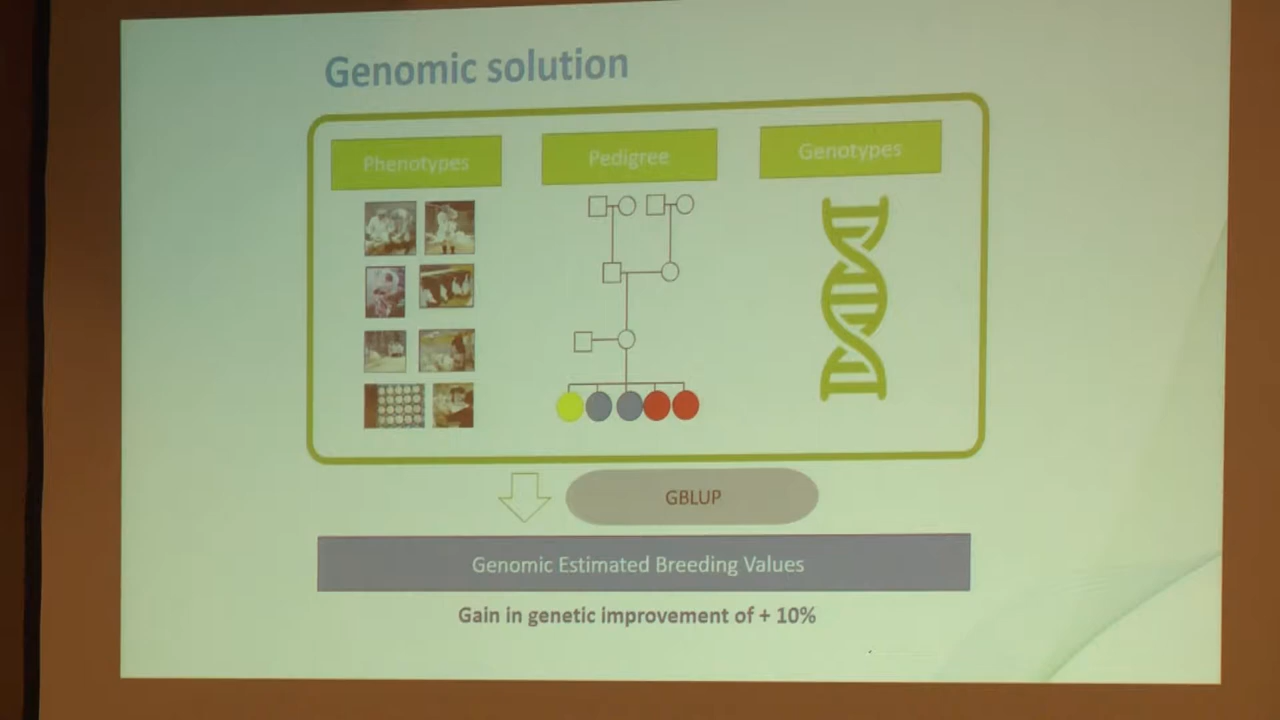 Genomic solution
Phenotypes
Pedigree
Genotypes
GBLUP
Genomic Estimated Breeding Values
Gain in genetic improvement of + 10%